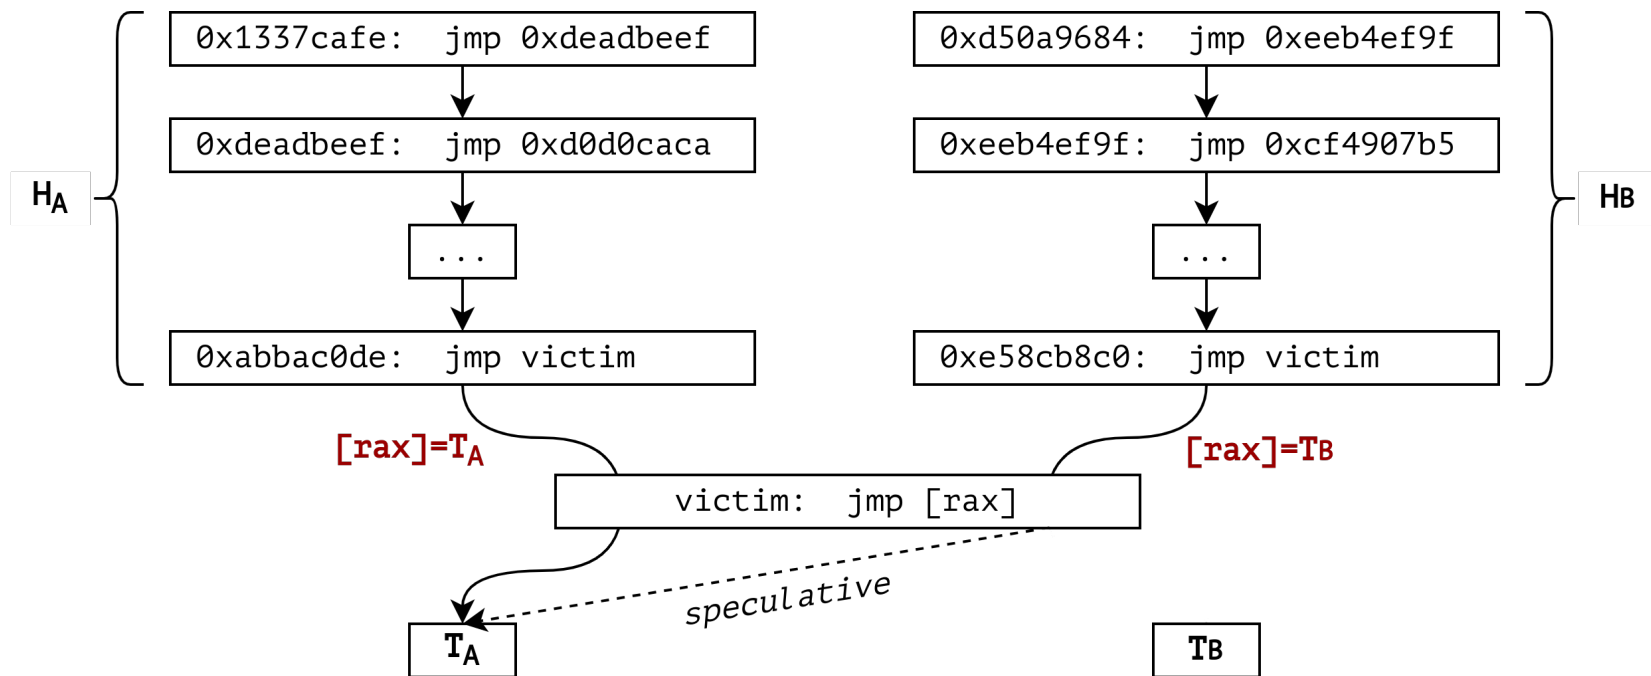 0x1337cafe: jmp 0xdeadbeef
0xd50a9684: jmp 0xeeb4ef9f
0xdeadbeef: jmp 0xd0d0caca
0xeeb4ef9f: jmp 0xcf4907b5
HA
HB
...
...
0xabbac0de: jmp victim
0xe58cb8c0: jmp victim
[rax]=TA
[rax]=TB
victim: jmp [rax]
speculative
TA
TB